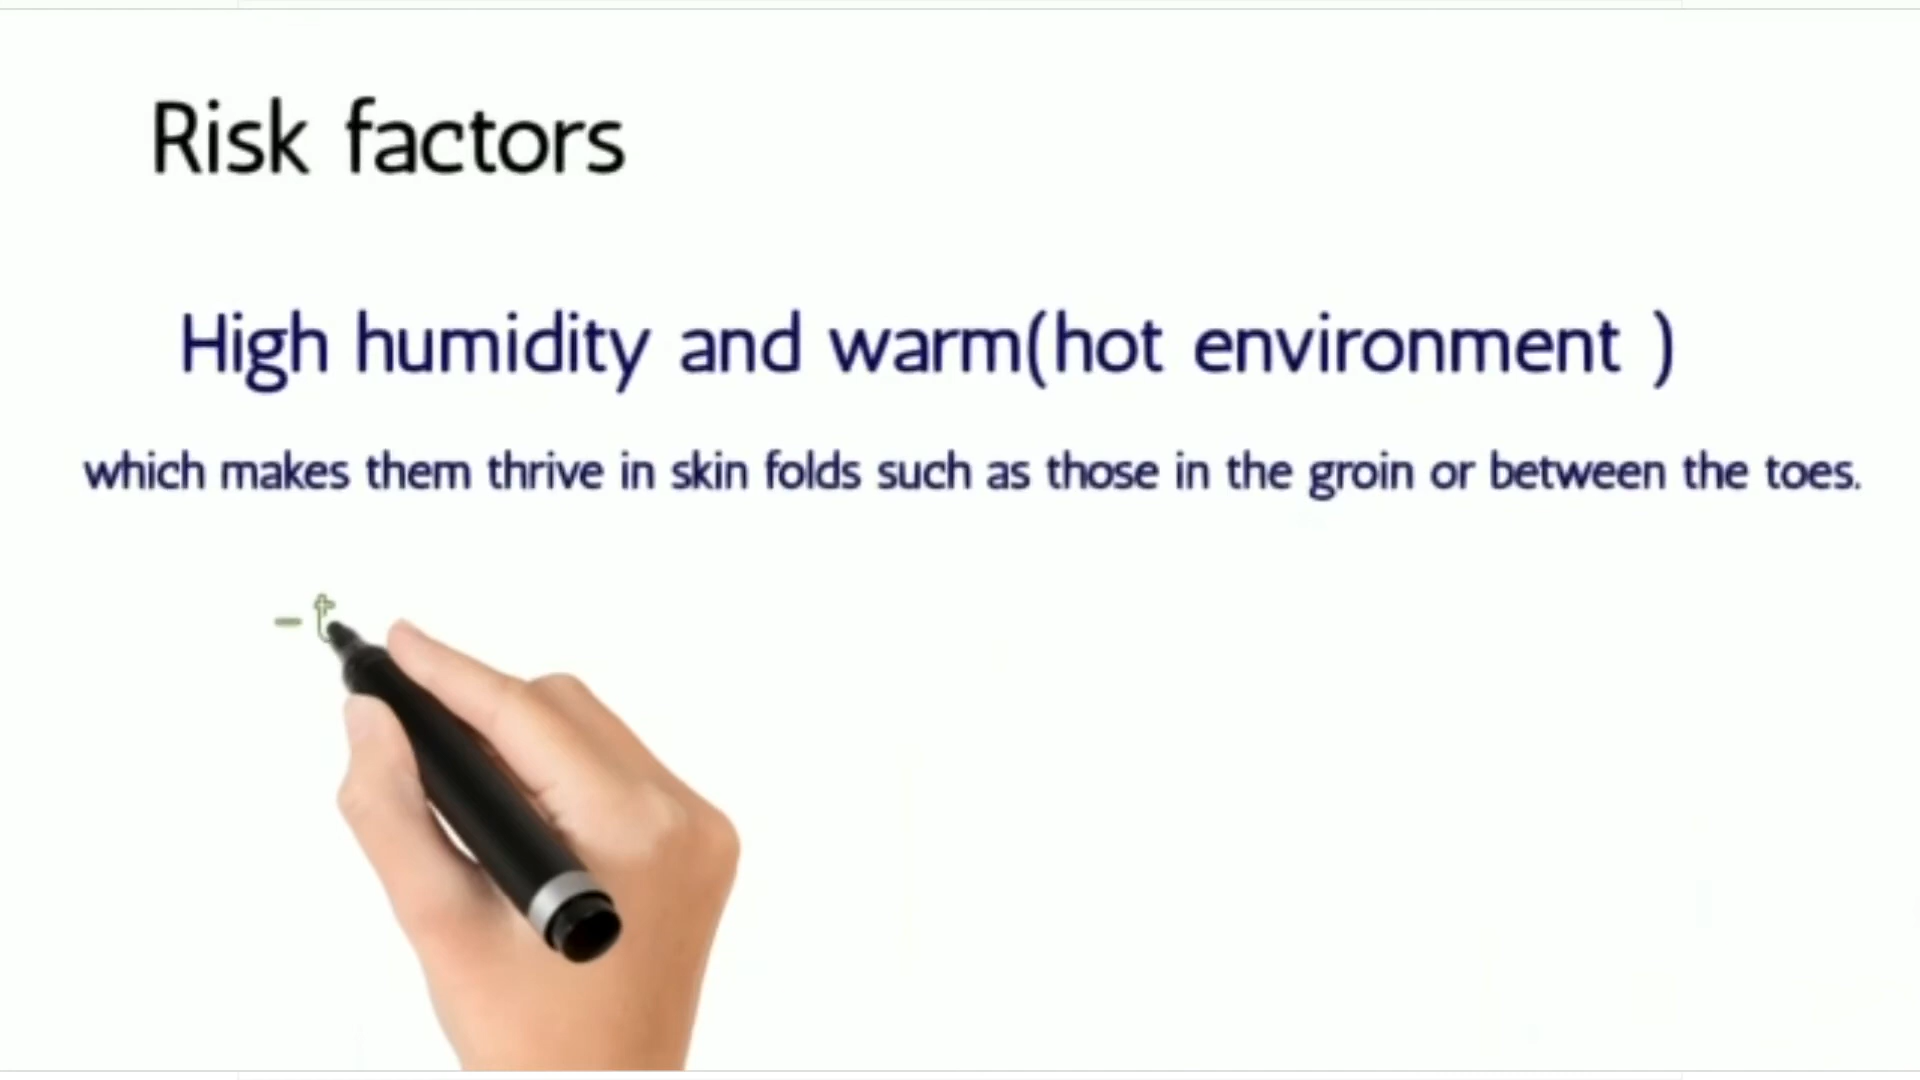 Risk factors
High humidity and warm(hot environment )
which makes them thrive in skin folds such as those in the groin or between the toes.
- t